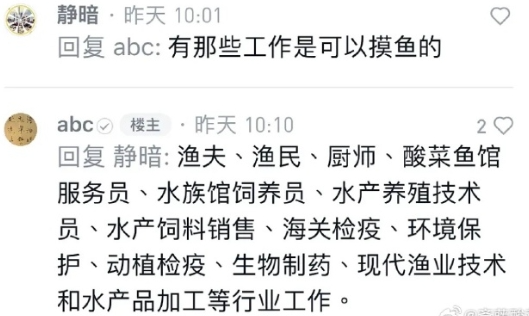 静暗 · 昨天 10:01
回复 abc: 有那些工作是可以摸鱼的
abc 楼主 · 昨天 10:10
2
回复 静暗: 渔夫、渔民、厨师、酸菜鱼馆
服务员、水族馆饲养员、水产养殖技术
员、水产饲料销售、海关检疫、环境保
护、动植检疫、生物制药、现代渔业技术
和水产品加工等行业工作。